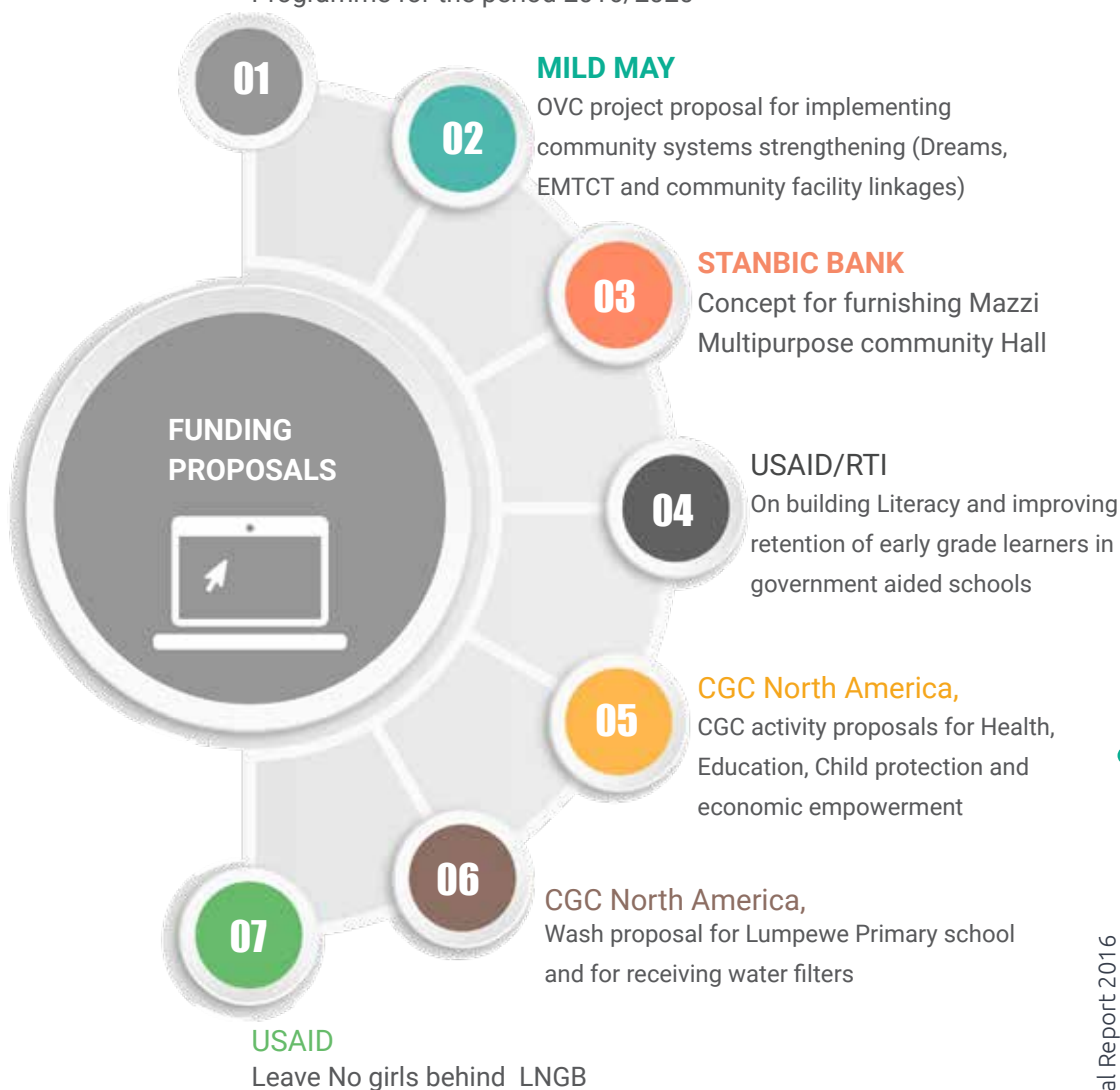 01
02
MILD MAY
OVC project proposal for implementing
community systems strengthening (Dreams,
EMTCT and community facility linkages)
03
STANBIC BANK
Concept for furnishing Mazzi
Multipurpose community Hall
FUNDING
PROPOSALS
04
USAID/RTI
On building Literacy and improving
retention of early grade learners in
government aided schools
05
CGC North America,
CGC activity proposals for Health,
Education, Child protection and
economic empowerment
06
CGC North America,
Wash proposal for Lumpewe Primary school
and for receiving water filters
07
USAID
Leave No girls behind LNGB
al Report 2016